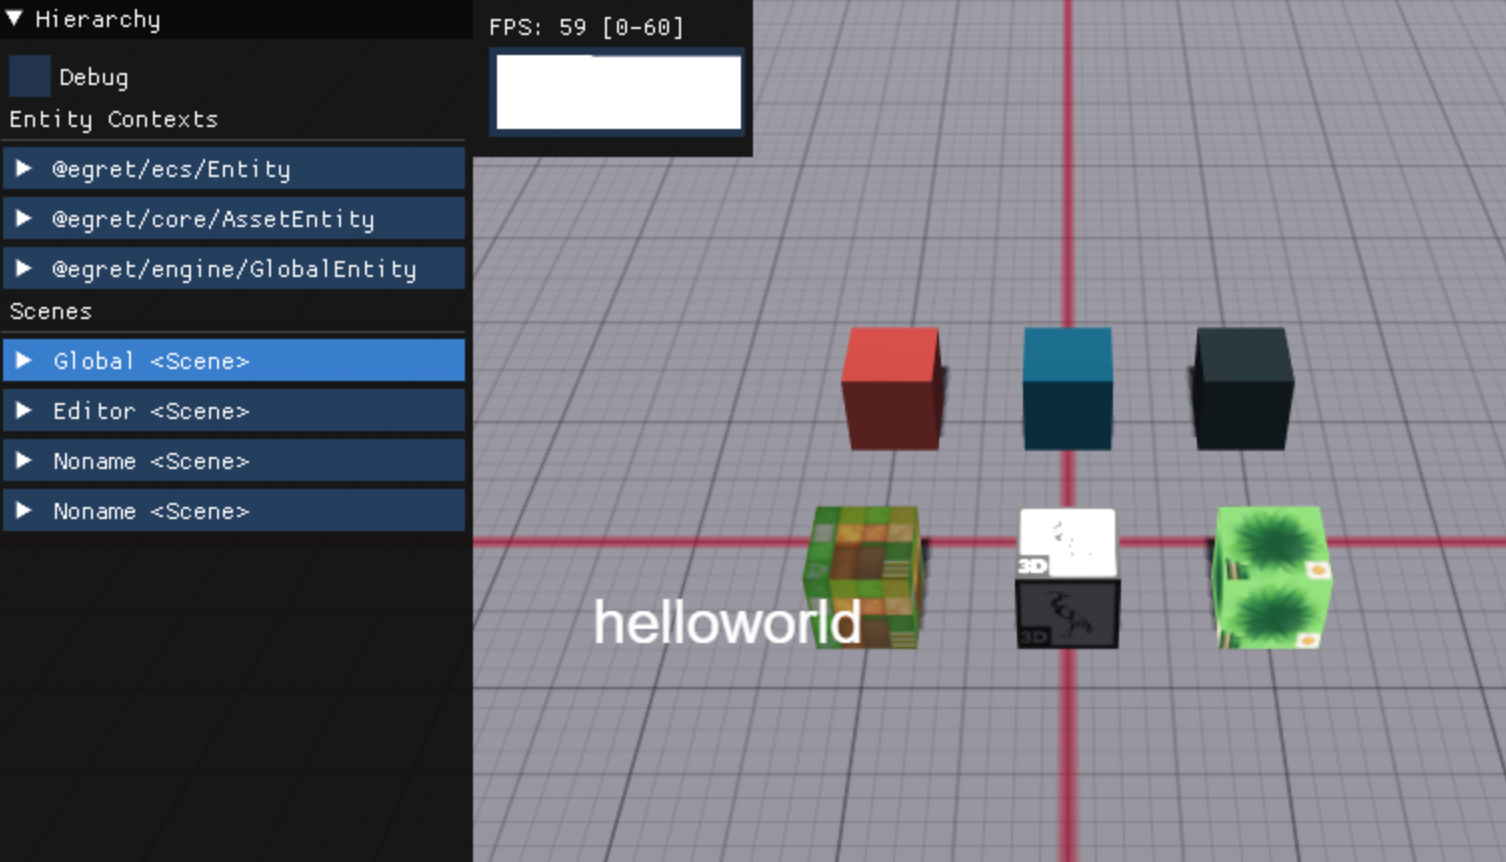 Hierarchy
FPS: 59 [0-60]
Debug
Entity Contexts
@egret/ecs/Entity
@egret/core/AssetEntity
@egret/engine/GlobalEntity
Scenes
Global <Scene>
Editor <Scene>
Noname <Scene>
Noname <Scene>
3D
helloworld
3D